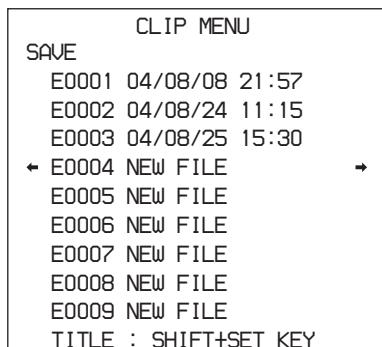 CLIP MENU
SAVE
E0001 04/08/08 21:57
E0002 04/08/24 11:15
E0003 04/08/25 15:30
← E0004 NEW FILE →
E0005 NEW FILE
E0006 NEW FILE
E0007 NEW FILE
E0008 NEW FILE
E0009 NEW FILE
TITLE : SHIFT+SET KEY